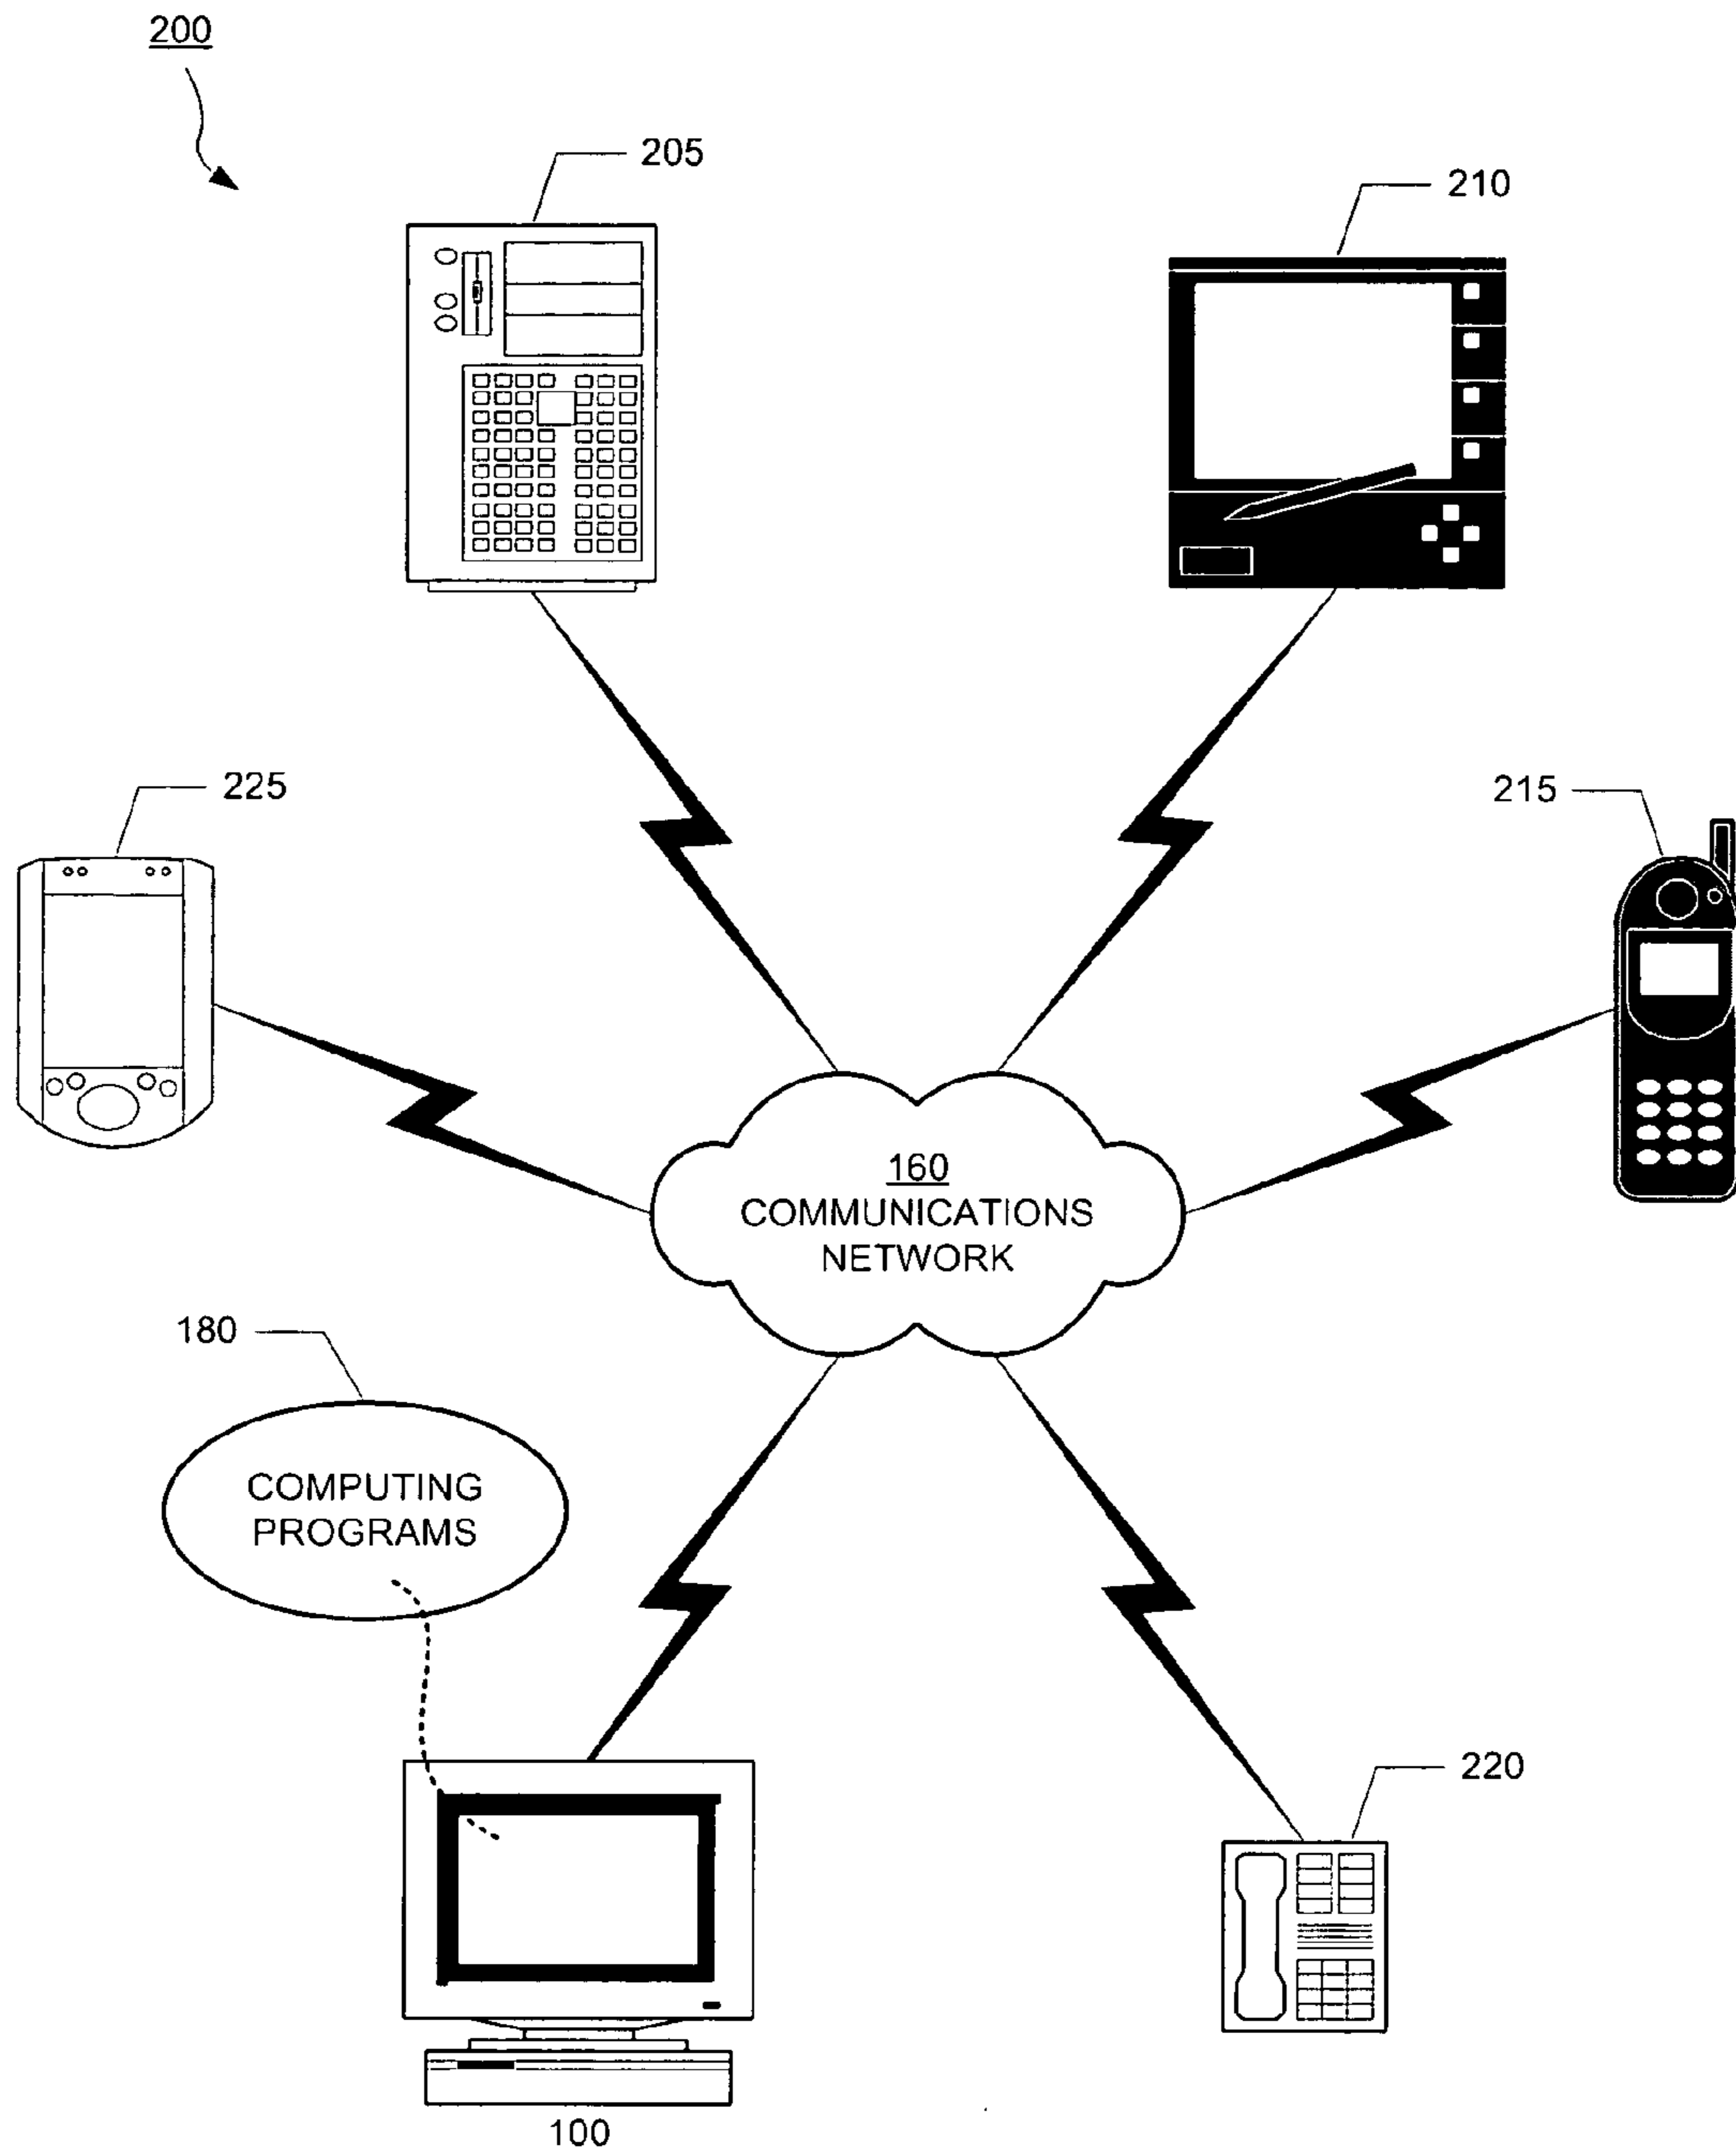 200
205
210
225
215
160
COMMUNICATIONS
NETWORK
180
COMPUTING
PROGRAMS
220
100